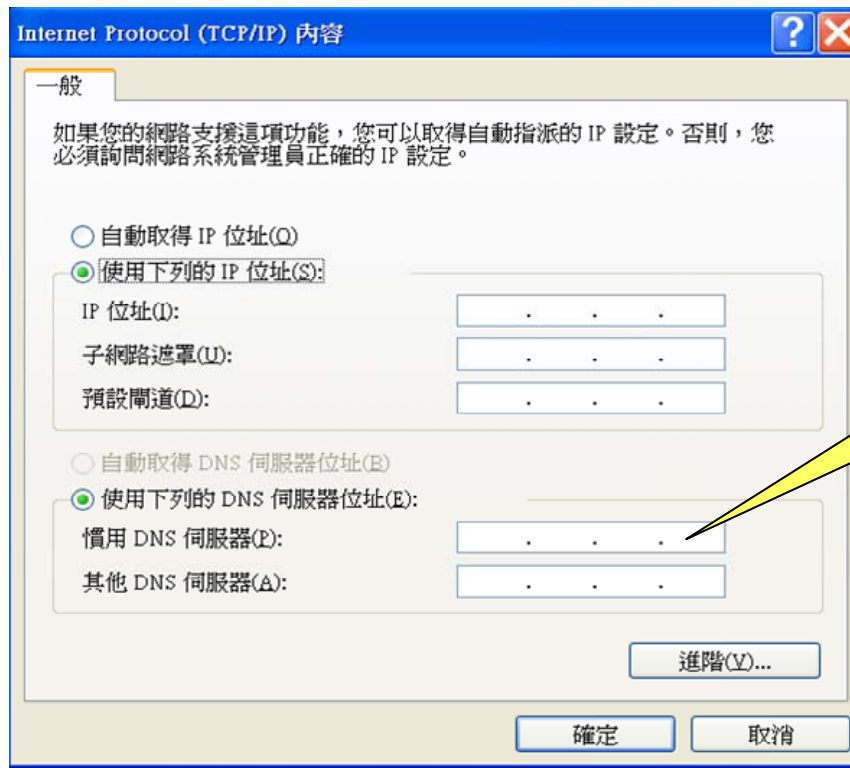 Internet Protocol (TCP/IP) 內容
一般
如果您的網路支援這項功能，您可以取得自動指派的 IP 設定。否則，您
必須詢問網路系統管理員正確的 IP 設定。
自動取得 IP 位址(O)
使用下列的 IP 位址(S):
IP 位址(I):
. . .
子網路遮罩(U):
. . .
預設閘道(D):
. . .
自動取得 DNS 伺服器位址(B)
使用下列的 DNS 伺服器位址(E):
慣用 DNS 伺服器(P):
. . .
其他 DNS 伺服器(A):
. . .
進階(V)...
確定
取消